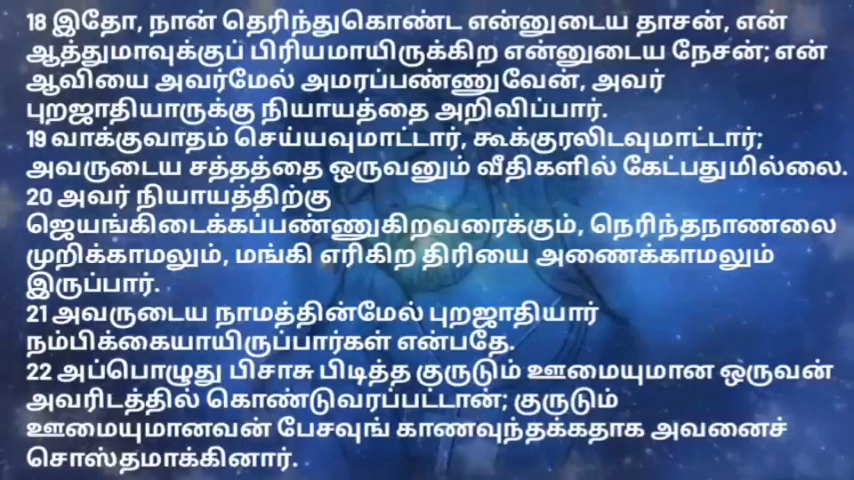 18 இதோ, நான் தெரிந்துகொண்ட என்னுடைய தாசன், என்
ஆத்துமாவுக்குப் பிரியமாயிருக்கிற என்னுடைய நேசன்; என்
ஆவியை அவர்மேல் அமரப்பண்ணுவேன், அவர்
புறஜாதியாருக்கு நியாயத்தை அறிவிப்பார்.
19 வாக்குவாதம் செய்யவுமாட்டார், கூக்குரலிடவுமாட்டார்;
அவருடைய சத்தத்தை ஒருவனும் வீதிகளில் கேட்பதுமில்லை.
20 அவர் நியாயத்திற்கு
ஜெயங்கிடைக்கப்பண்ணுகிறவரைக்கும், நெரிந்தநாணலை
முறிக்காமலும், மங்கி எரிகிற திரியை அணைக்காமலும்
இருப்பார்.
21 அவருடைய நாமத்தின்மேல் புறஜாதியார்
நம்பிக்கையாயிருப்பார்கள் என்பதே.
22 அப்பொழுது பிசாசு பிடித்த குருடும் ஊமையுமான ஒருவன்
அவரிடத்தில் கொண்டுவரப்பட்டான்; குருடும்
ஊமையுமானவன் பேசவுங் காணவுந்தக்கதாக அவனைச்
சொஸ்தமாக்கினார்.